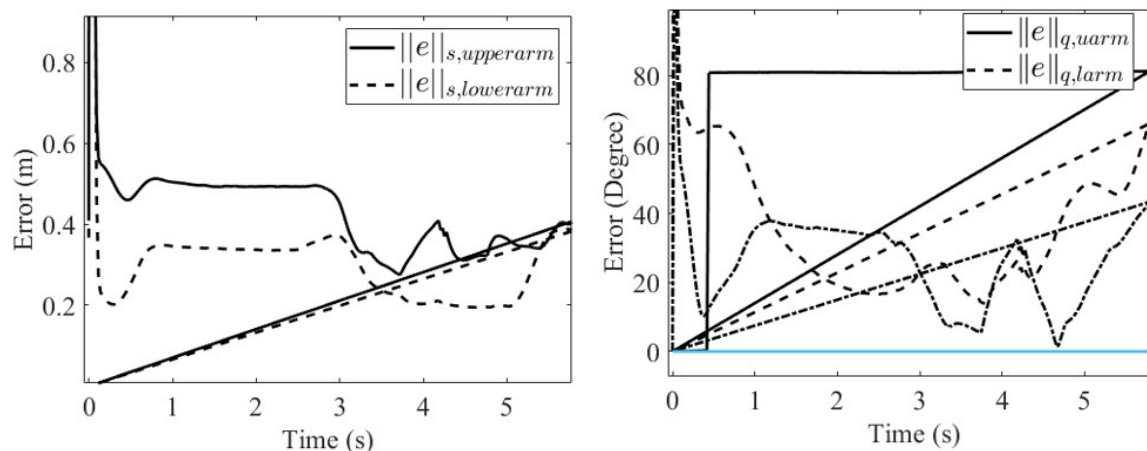 ||e||s,upperarm
||e||s,lowerarm
0.8
0.6
0.4
0.2
Error (m)
0 1 2 3 4 5
Time (s)
||e||q,uarm
||e||q,larm
80
60
40
20
0
Error (Degree)
0 1 2 3 4 5
Time (s)